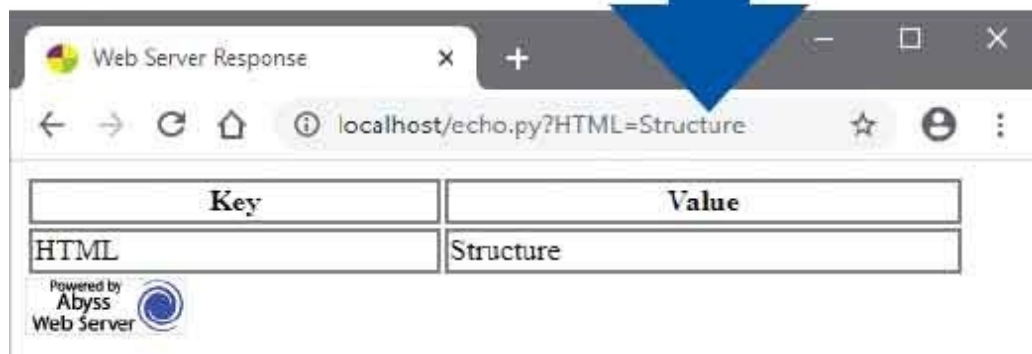 Web Server Response
localhost/echo.py?HTML=Structure
Key Value
HTML Structure
Powered by
Abyss
Web Server